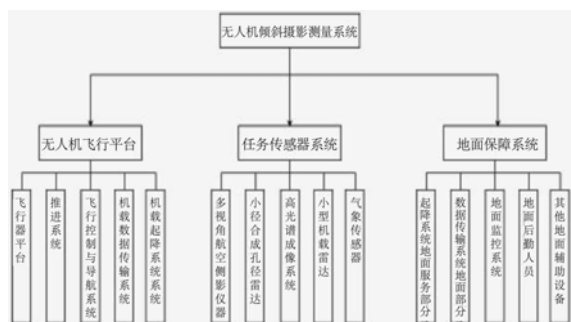 无人机倾斜摄影测量系统
无人机飞行平台
任务传感器系统
地面保障系统
飞行器平台
推进系统
飞行控制与导航系统
机载数据传输系统
机载起降系统系统
多视角航空侧影仪器
小径合成孔径雷达
高光谱成像系统
小型机载雷达
气象传感器
起降系统地面服务部分
数据传输系统地面部分
地面监控系统
地面后勤人员
其他地面辅助设备